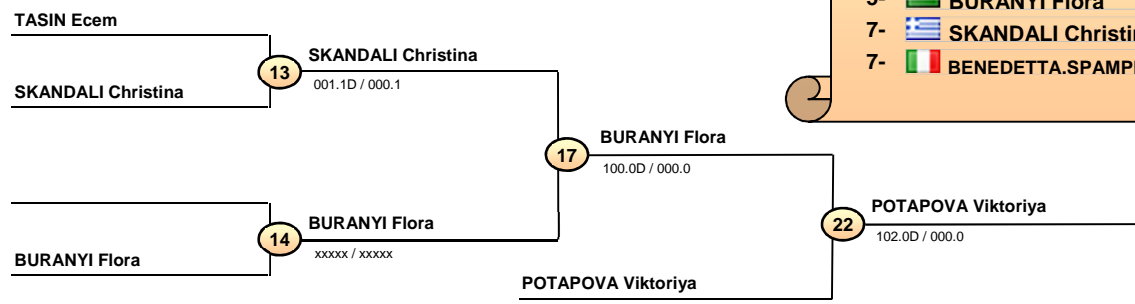 TASIN Ecem
13
SKANDALI Christina
001.1D / 000.1
SKANDALI Christina
17
BURANYI Flora
100.0D / 000.0
14
BURANYI Flora
xxxxx / xxxxx
BURANYI Flora
22
POTAPOVA Viktoriya
102.0D / 000.0
POTAPOVA Viktoriya
BURANYI Flora
7- SKANDALI
7- BENEDETTA.